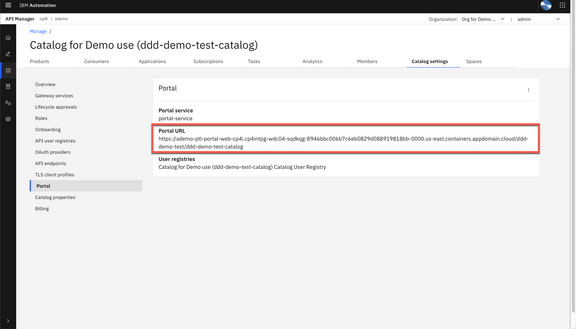 IBM Automation
API Manager cp4i | ademo Organization: Org for Demo ... admin
Manage /
Catalog for Demo use (ddd-demo-test-catalog)
Products Consumers Applications Subscriptions Tasks Analytics Members Catalog settings Spaces
Overview
Gateway services
Lifecycle approvals
Roles
Onboarding
API user registries
OAuth providers
API endpoints
TLS client profiles
Portal
Catalog properties
Billing
Portal
Portal service
portal-service
Portal URL
https://ademo-ptl-portal-web-cp4i.cp4intpg-wdc04-sqdkqg-8946bbc006b7c6eb0829d088919818bb-0000.us-east.containers.appdomain.cloud/ddd-
demo-test/ddd-demo-test-catalog
User registries
Catalog for Demo use (ddd-demo-test-catalog) Catalog User Registry